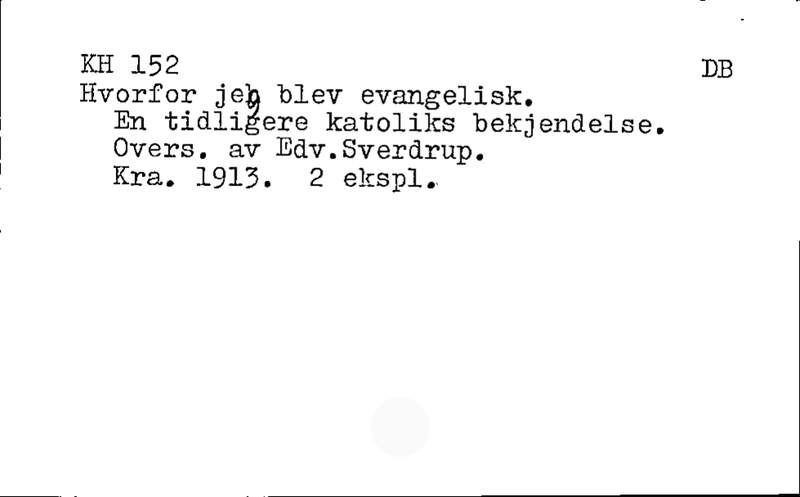 KH 152 DB
Hvorfor jeg blev evangelisk.
En tidligere katoliks bekjendelse.
Overs. av Edv.Sverdrup.
Kra. 1913. 2 ekspl.